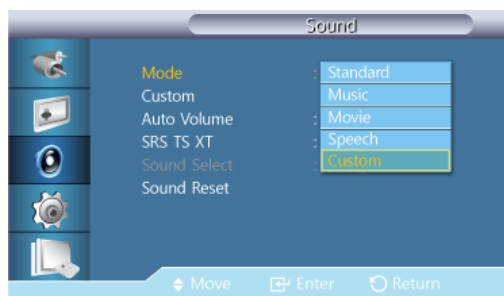 Sound
Mode : Standard
Custom Music
Auto Volume : Movie
SRS TS XT : Speech
Sound Select : Custom
Sound Reset
Move Enter Return